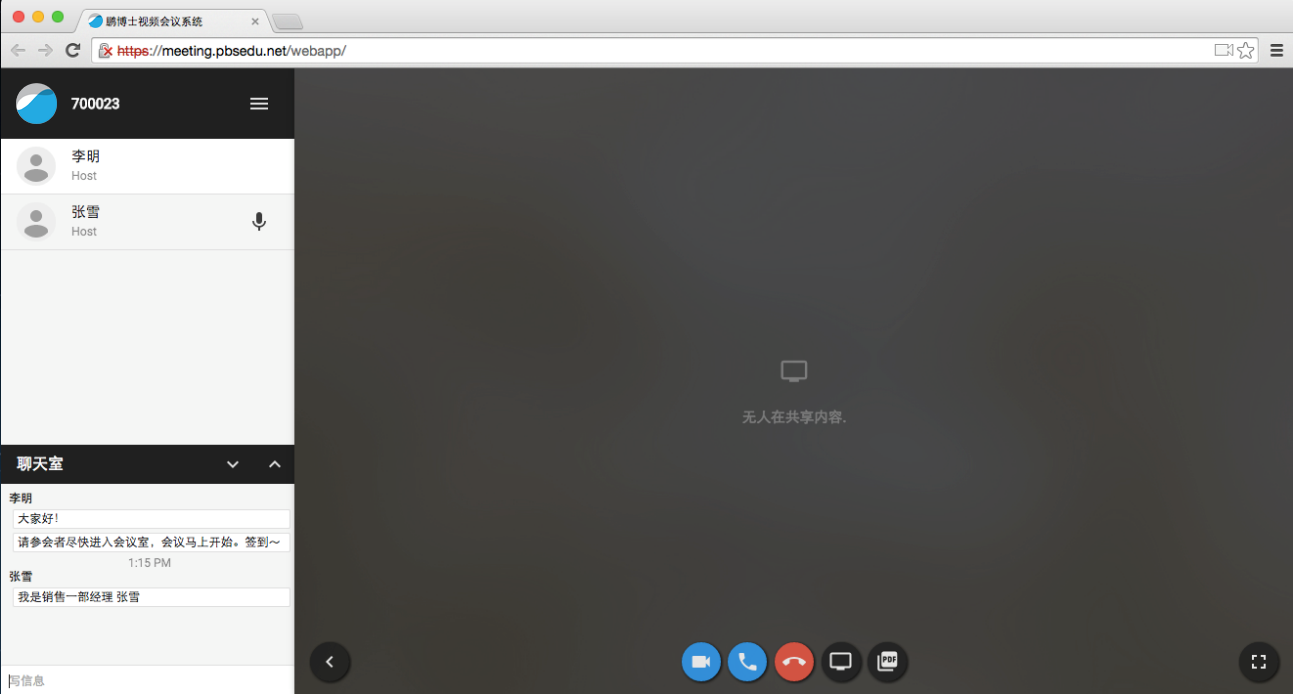 鹏博士视频会议系统
https://meeting.pbsedu.net/webapp/
700023
李明
Host
张雪
Host
无人在共享内容.
聊天室
李明
大家好!
请参会者尽快进入会议室，会议马上开始。签到～
1:15 PM
张雪
我是销售一部经理 张雪
写信息
PDF